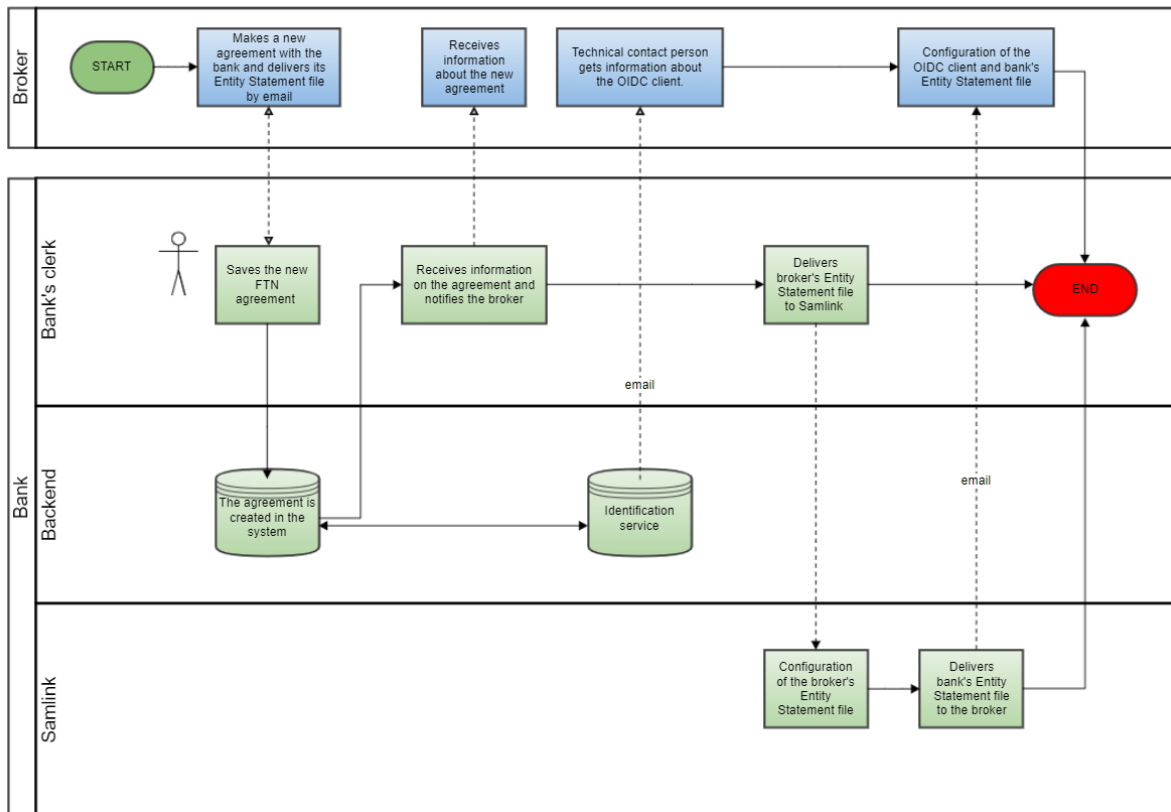 Broker
START
Makes a new
agreement with the
bank and delivers its
Entity Statement file
by email
Receives
information
about the new
agreement
Technical contact person
gets information about
the OIDC client.
Configuration of the
OIDC client and bank's
Entity Statement file
Bank
Bank's clerk
Saves the new
FTN
agreement
Receives information
on the agreement and
notifies the broker
Delivers
broker's Entity
Statement file
to Samlink
END
email
Backend
The agreement is
created in the
system
Identification
service
email
Samlink
Configuration
of the broker's
Entity
Statement file
Delivers
bank's Entity
Statement file
to the broker